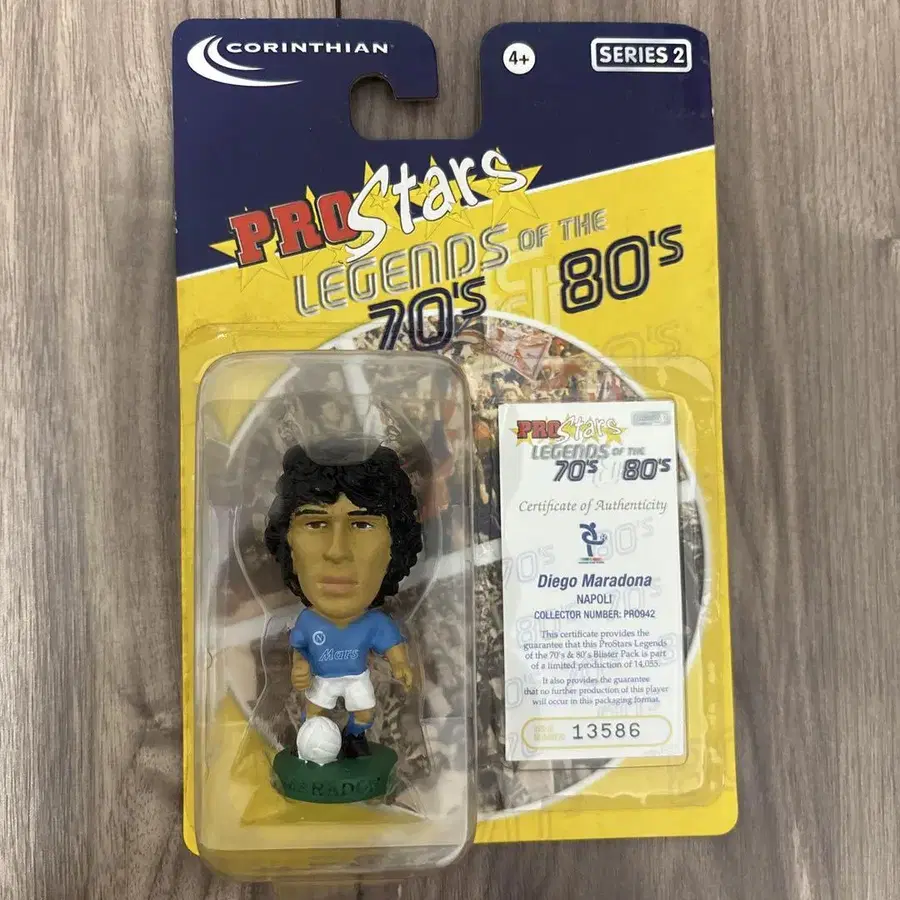 CORINTHIAN
4+
SERIES 2
PROStars
LEGENDS OF THE
70'S 80'S
PROStars
LEGENDS OF THE
70'S 80'S
Certificate of Authenticity
Diego Maradona
NAPOLI
COLLECTOR NUMBER: PRO942
This certificate provides the
guarantee that this ProStars Legends
of the 70's & 80's Blister Pack is part
of a limited production of 14,055.
It also provides the guarantee
that no further production of this player
will occur in this packaging format.
NUMBER 13586
N
Mars
ARADON